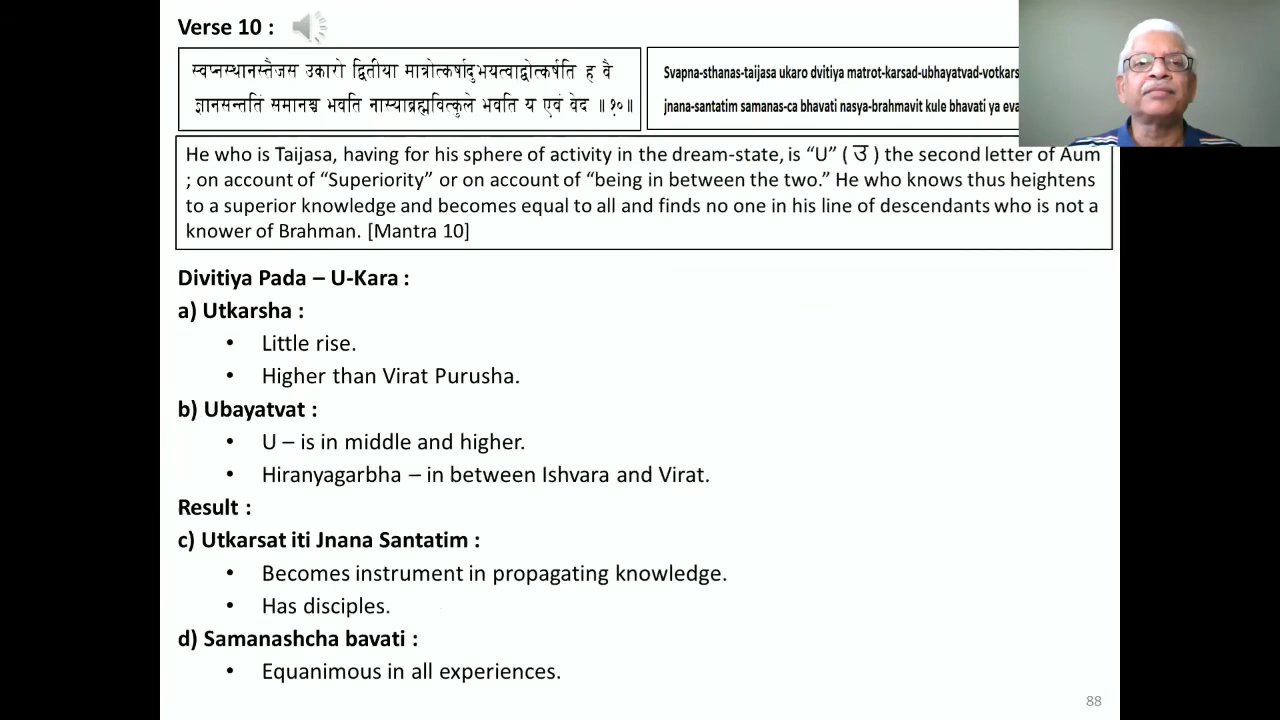 Verse 10 :
स्वप्नस्थानस्तैजस उकारो द्वितीया मात्रोत्कर्षादुभयत्वाद्वोत्कर्षति ह वै
ज्ञानसन्ततिं समानश्च भवति नास्याब्रह्मवित्कुले भवति य एवं वेद ॥ १० ॥
Svapna-sthanas-taijasa ukaro dvitiya matrot-karsad-ubhayatvad-votkars
jnana-santatim samanas-ca bhavati nasya-brahmavit kule bhavati ya eva
He who is Taijasa, having for his sphere of activity in the dream-state, is “U” ( उ ) the second letter of Aum
; on account of “Superiority” or on account of “being in between the two.” He who knows thus heightens
to a superior knowledge and becomes equal to all and finds no one in his line of descendants who is not a
knower of Brahman. [Mantra 10]
Divitiya Pada – U-Kara :
a) Utkarsha :
• Little rise.
• Higher than Virat Purusha.
b) Ubayatvat :
• U – is in middle and higher.
• Hiranyagarbha – in between Ishvara and Virat.
Result :
c) Utkarsat iti Jnana Santatim :
• Becomes instrument in propagating knowledge.
• Has disciples.
d) Samanashcha bavati :
• Equanimous in all experiences.
88